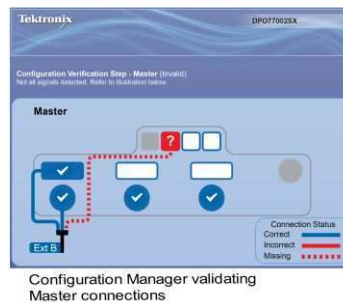 Tektronix
DPO77002SX
Configuration Verification Step - Master (Invalid)
Not all signals detected. Refer to illustration below.
Master
?
Ext B
Connection Status
Correct
Incorrect
Missing
Configuration Manager validating
Master connections